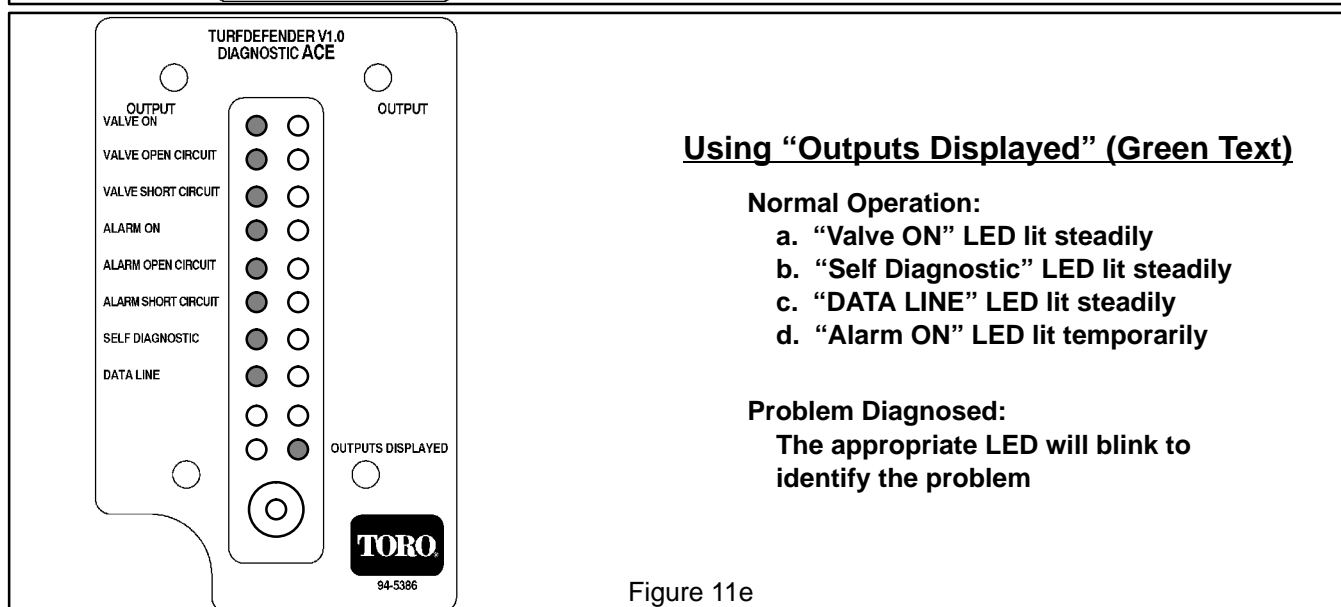 TURFDEFENDER V1.0
DIAGNOSTIC ACE
OUTPUT
OUTPUT
VALVE ON
VALVE OPEN CIRCUIT
VALVE SHORT CIRCUIT
ALARM ON
ALARM OPEN CIRCUIT
ALARM SHORT CIRCUIT
SELF DIAGNOSTIC
DATA LINE
OUTPUTS DISPLAYED
TORO®
94-5386
Using “Outputs Displayed” (Green Text)
Normal Operation:
a. “Valve ON” LED lit steadily
b. “Self Diagnostic” LED lit steadily
c. “DATA LINE” LED lit steadily
d. “Alarm ON” LED lit temporarily
Problem Diagnosed:
The appropriate LED will blink to
identify the problem
Figure 11e